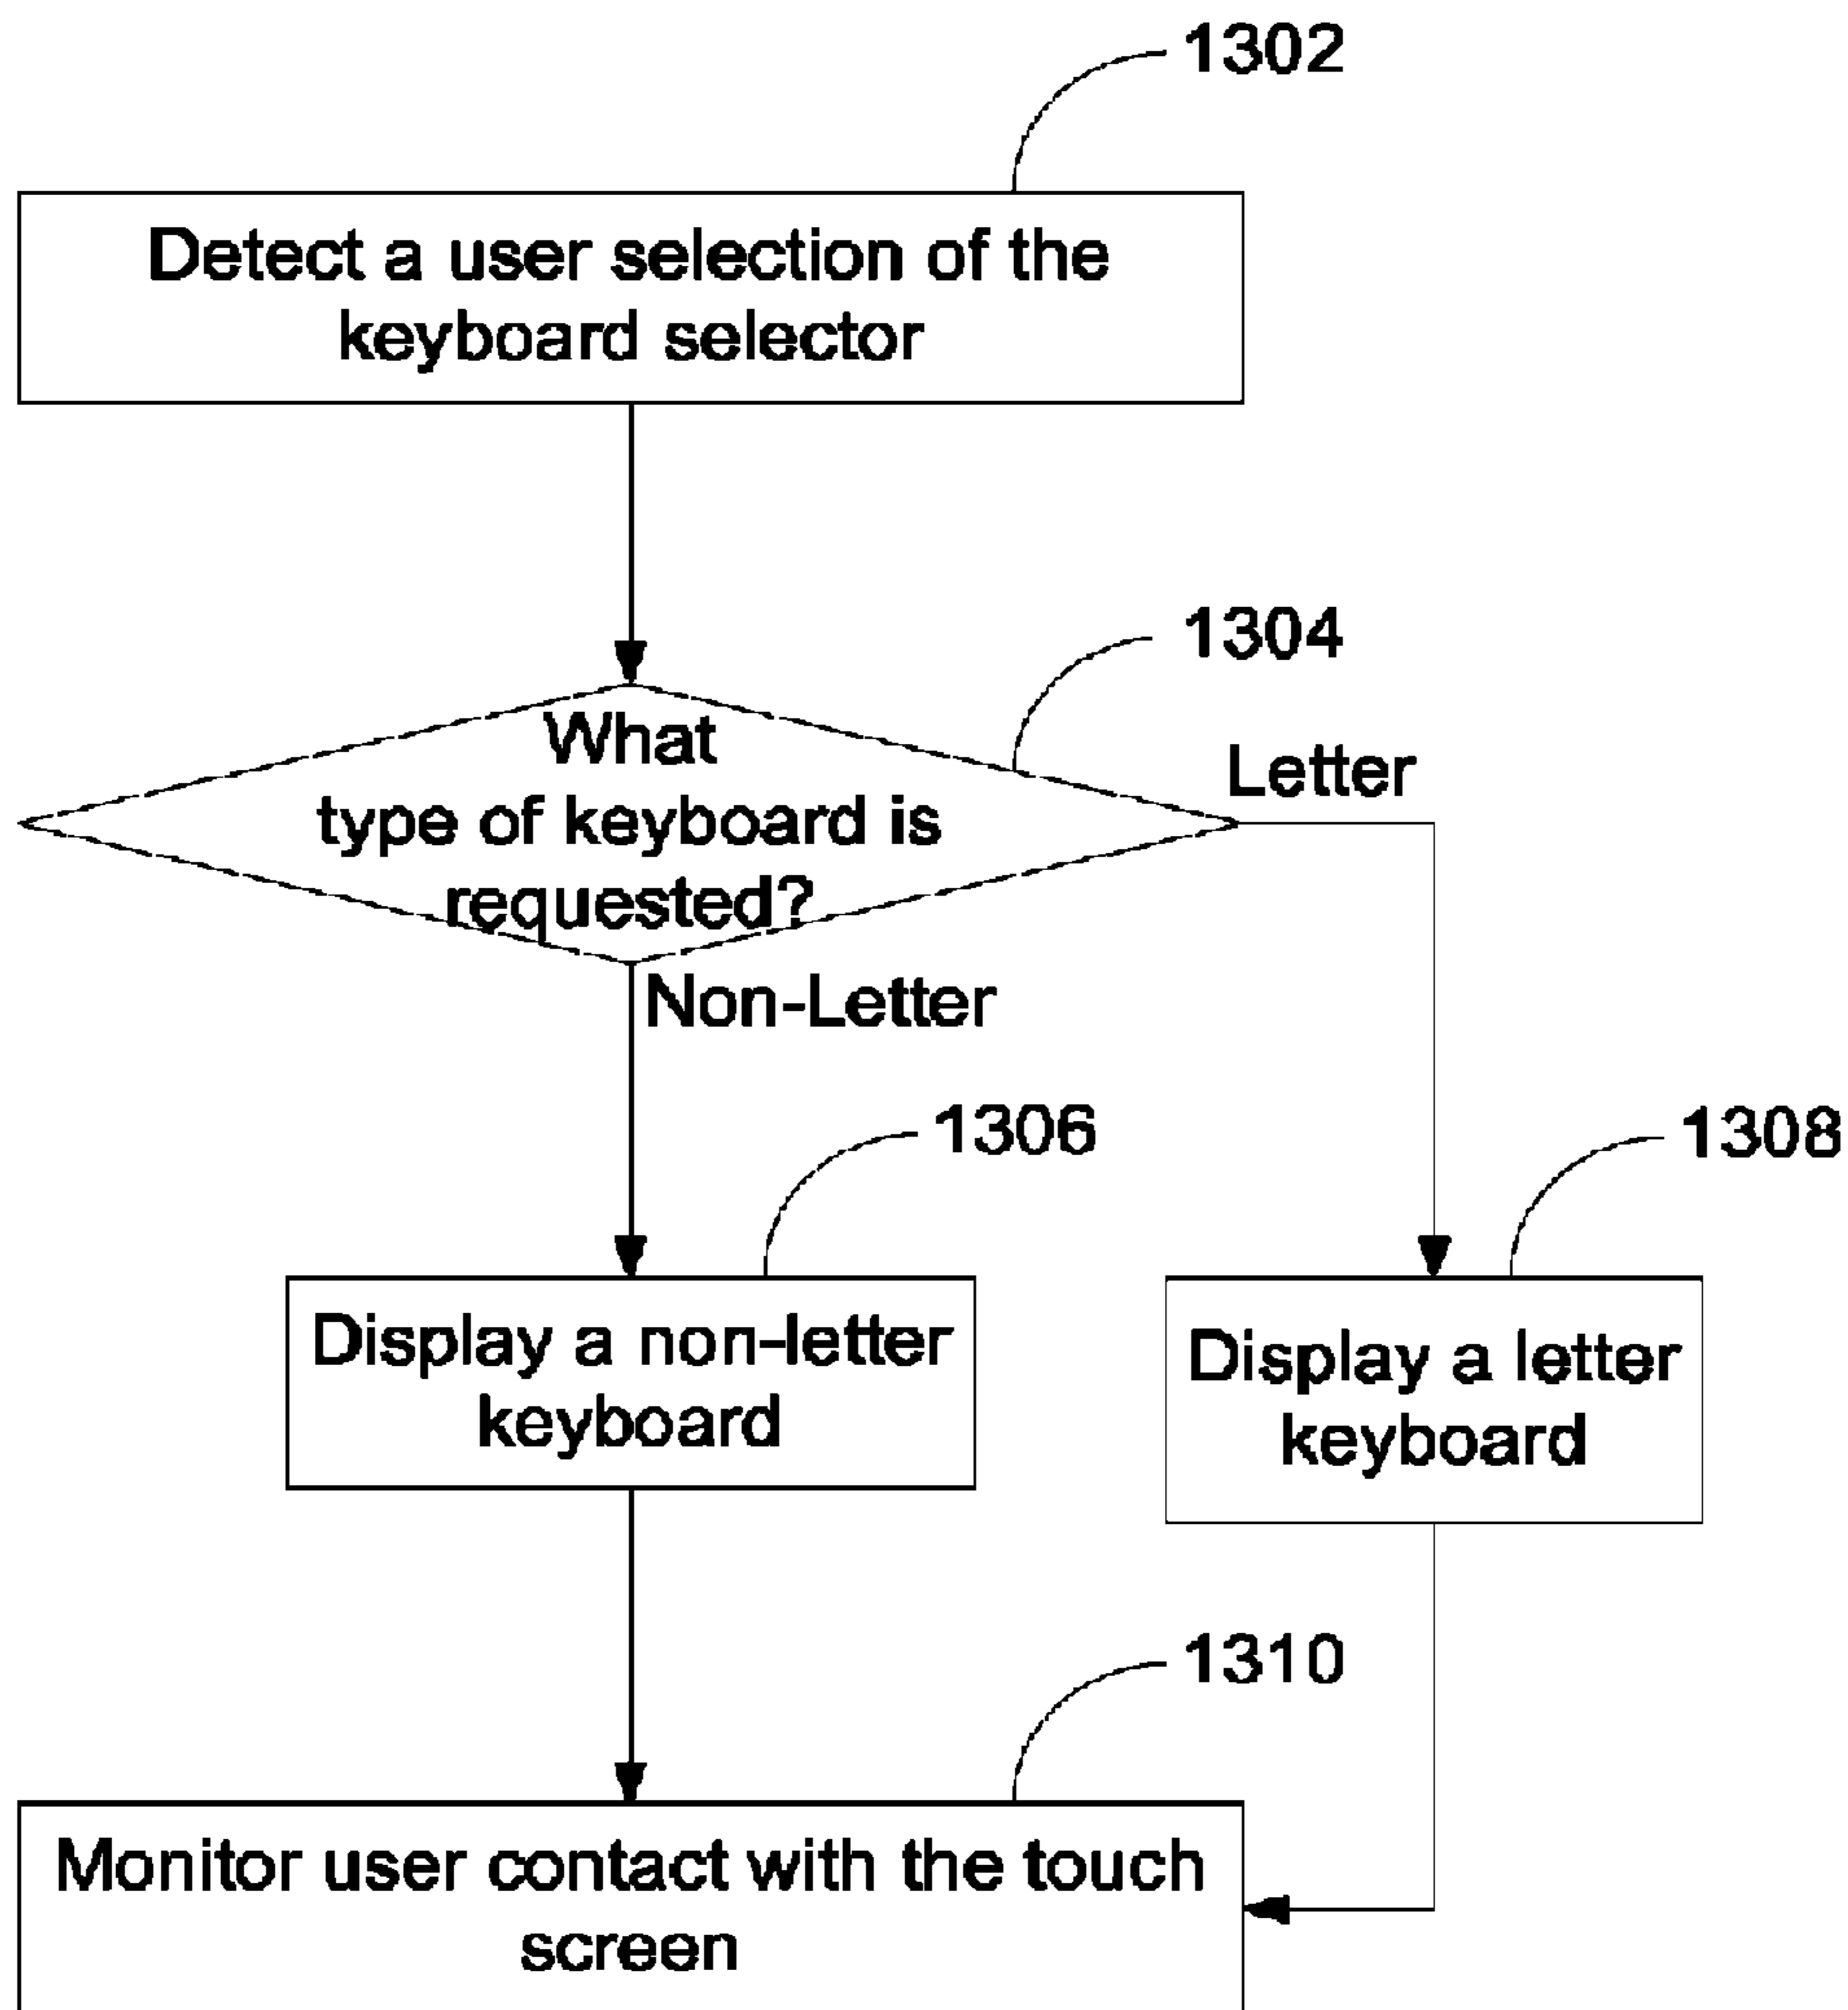 1302
Detect a user selection of the
keyboard selector
1304
What
type of keyboard is
requested?
Letter
Non-Letter
1306
1308
Display a non-letter
keyboard
Display a letter
keyboard
1310
Monitor user contact with the touch
screen